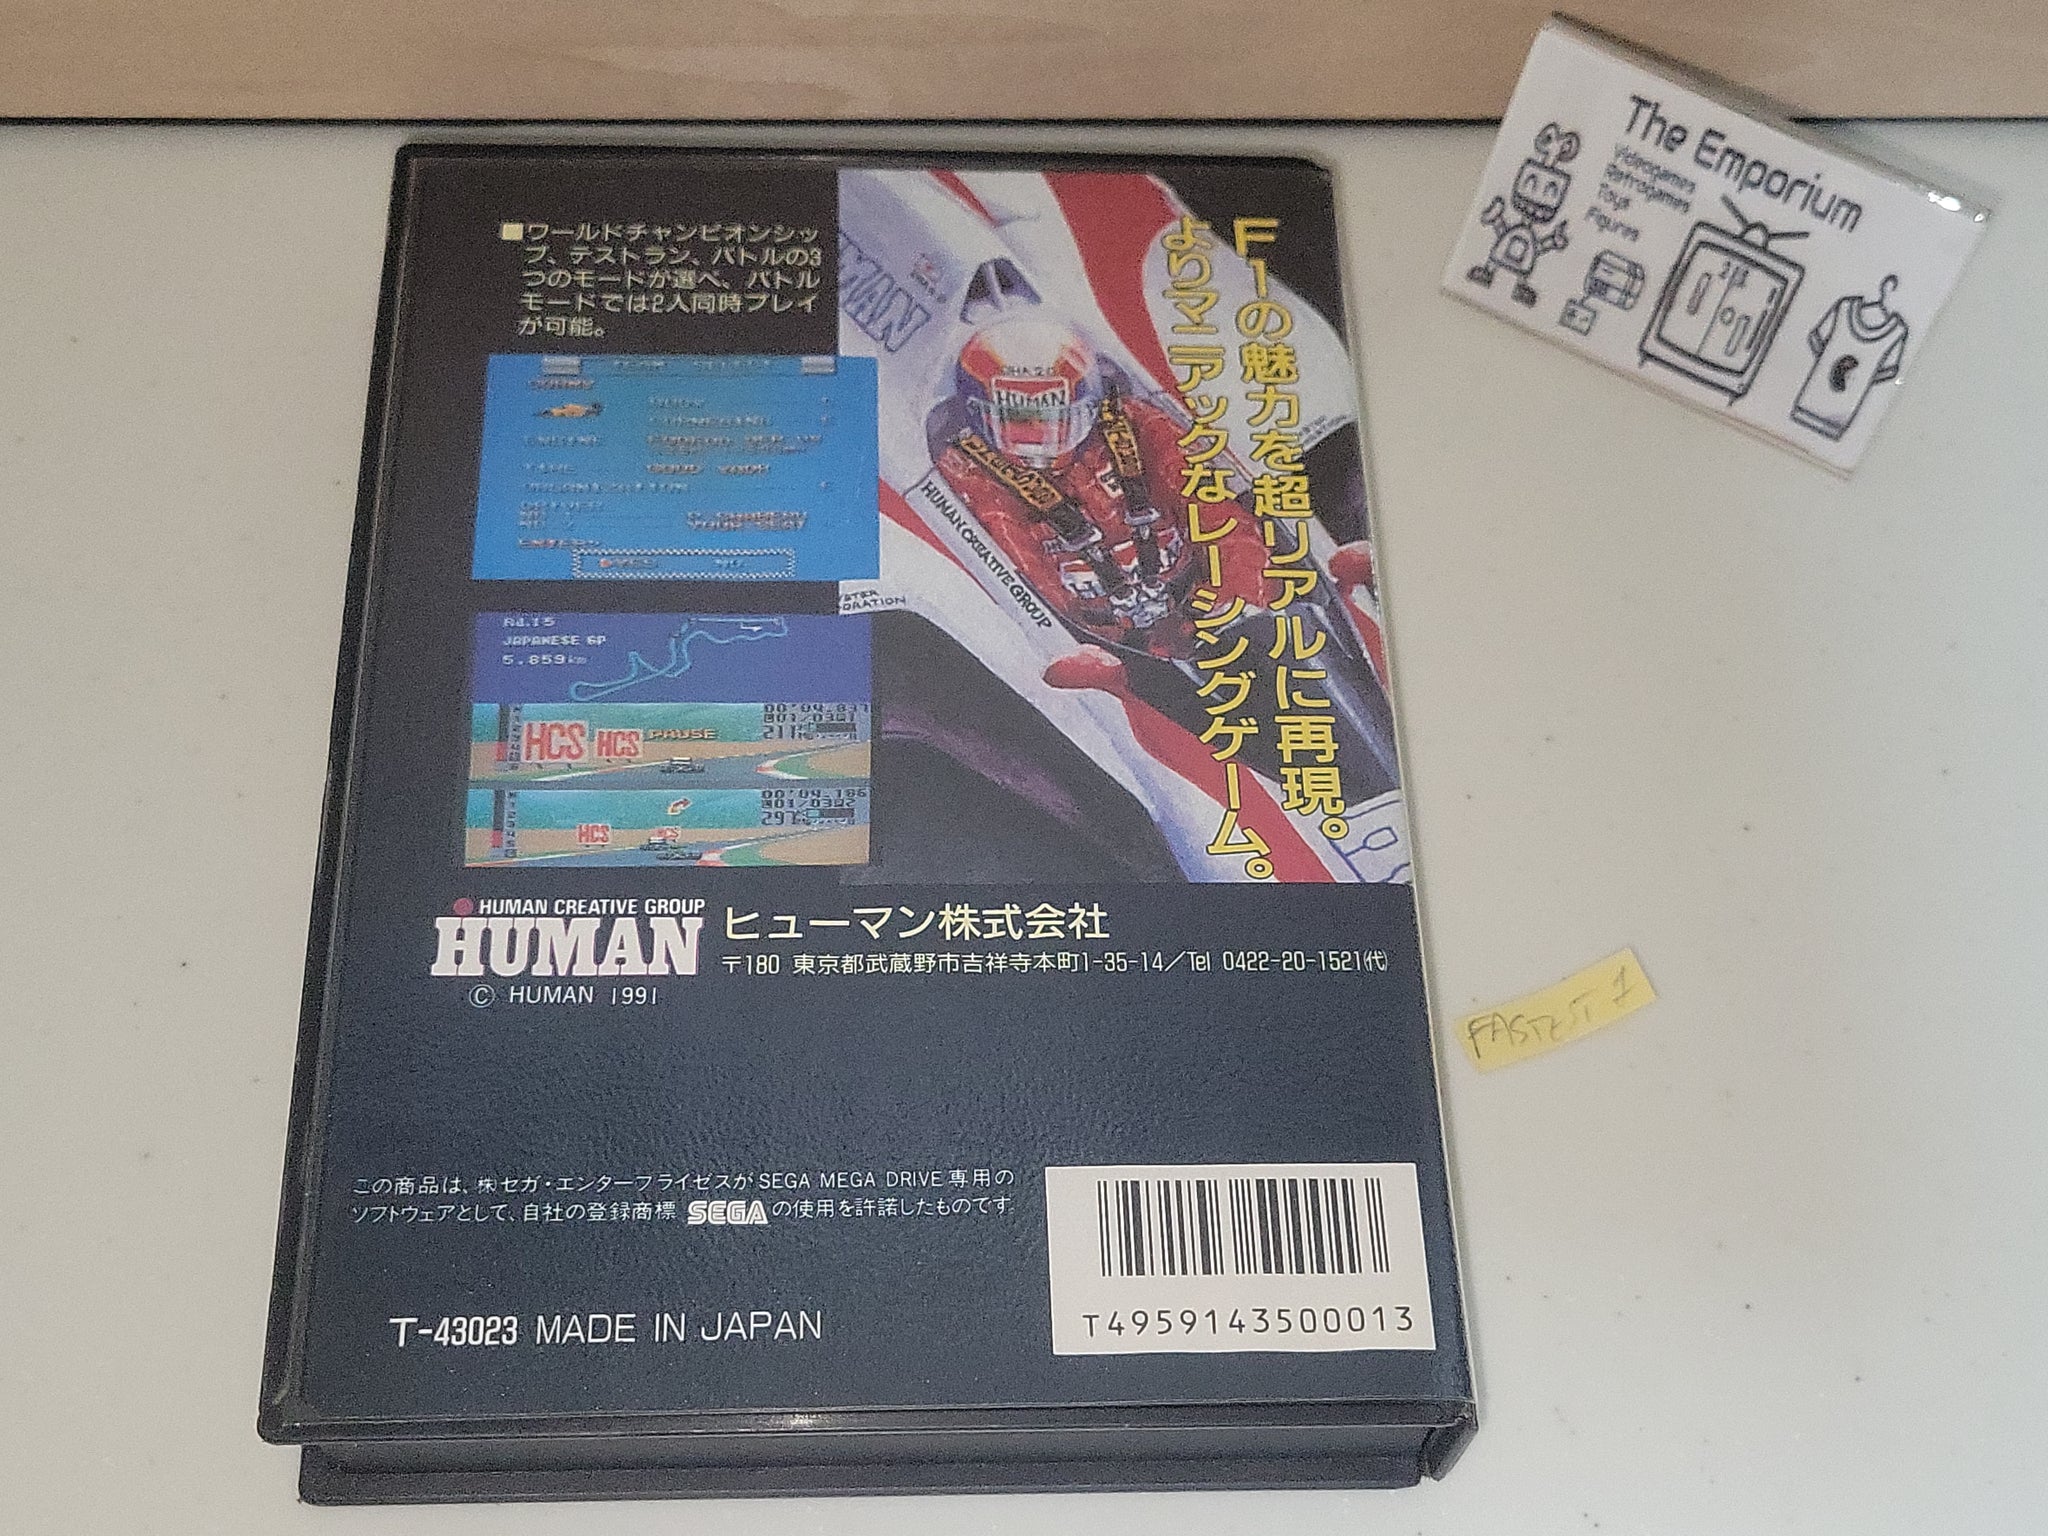 The Emporium
Videogames
Retrogames
Toys
Figures
F1の魅力を超リアルに再現。
よりマニアックなレーシングゲーム。
■ワールドチャンピオンシッ
プ、テストラン、バトルの3
つのモードが選べ、バトル
モードでは2人同時プレイ
が可能。
HUMAN
HUMAN CREATIVE GROUP
Rd.15
JAPANESE GP
5.859km
HCS HCS PAUSE
211
HCS
297
HUMAN CREATIVE GROUP
HUMAN
ヒューマン株式会社
〒180 東京都武蔵野市吉祥寺本町1-35-14／Tel 0422-20-1521(代)
© HUMAN 1991
FASTEST 1
この商品は、㈱セガ・エンタープライゼスがSEGA MEGA DRIVE専用の
ソフトウェアとして、自社の登録商標 SEGA の使用を許諾したものです。
T-43023 MADE IN JAPAN
T4959143500013